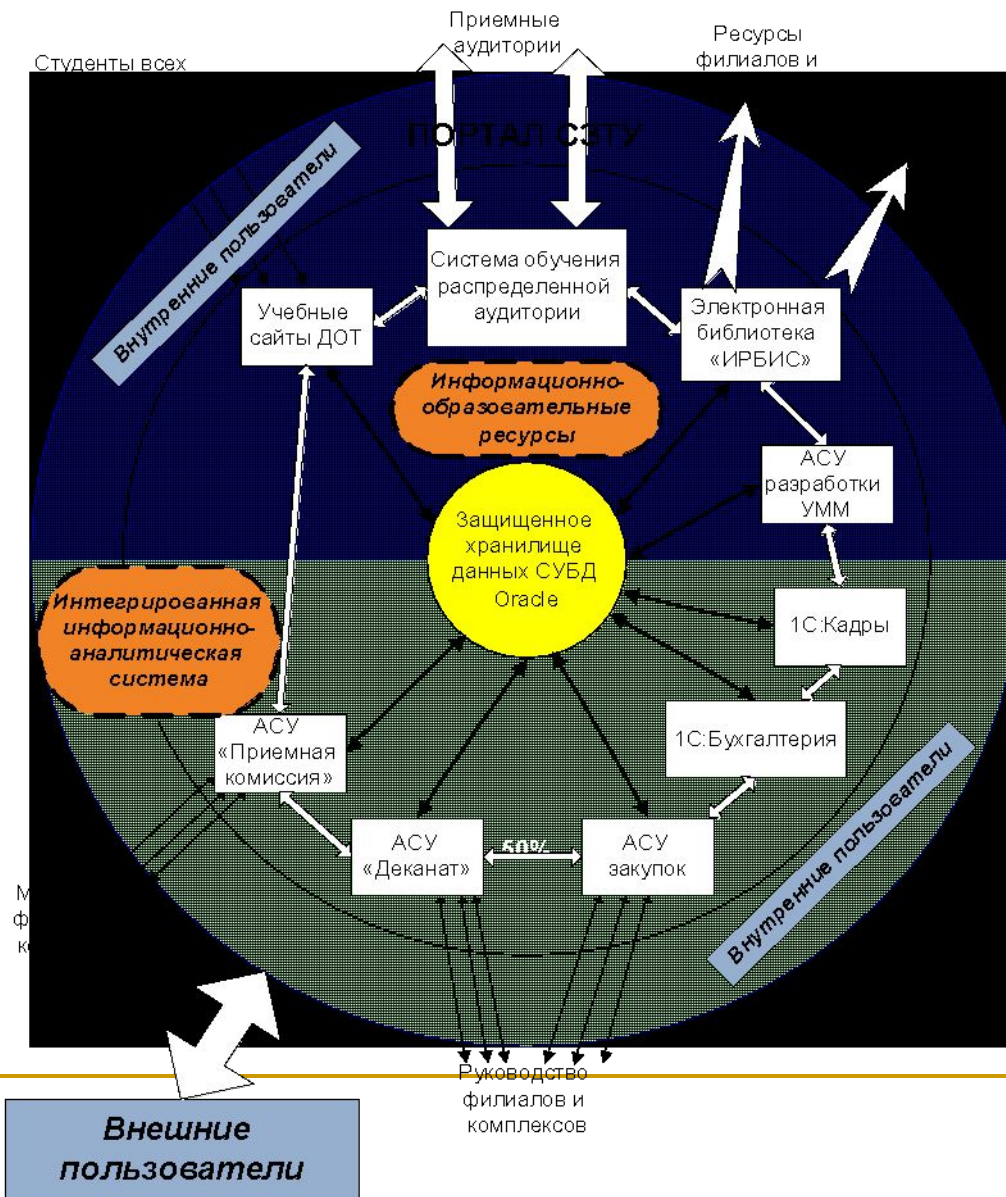 Приемные
аудитории
Ресурсы
филиалов и
Студенты всех
ПОРТАЛ СЗТУ
Внутренние пользователи
Система обучения
распределенной
аудитории
Учебные
сайты ДОТ
Электронная
библиотека
«ИРБИС»
Информационно-
образовательные
ресурсы
АСУ
разработки
УММ
Защищенное
хранилище
данных СУБД
Oracle
Интегрированная
информационно-
аналитическая
система
1С:Кадры
АСУ
«Приемная
комиссия»
1С:Бухгалтерия
АСУ
«Деканат»
50%
АСУ
закупок
Внутренние пользователи
Руководство
филиалов и
комплексов
Внешние
пользователи